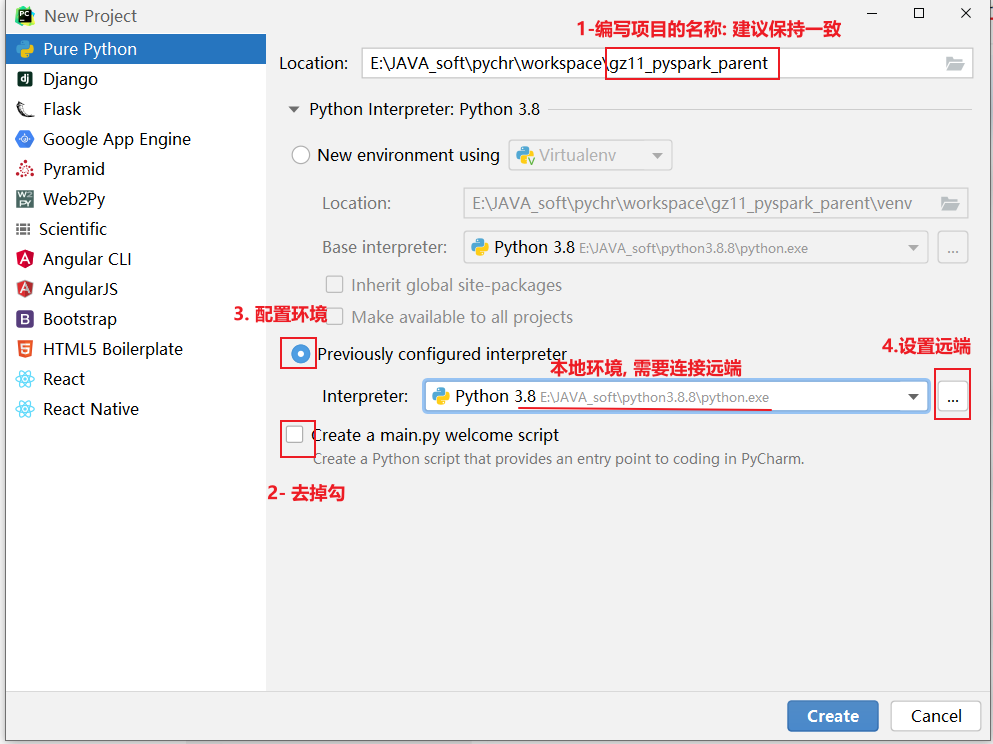 New Project
1-编写项目的名称: 建议保持一致
Pure Python
Django
Flask
Google App Engine
Pyramid
Web2Py
Scientific
Angular CLI
AngularJS
Bootstrap
HTML5 Boilerplate
React
React Native
Location: E:\JAVA_soft\pychr\workspace\gz11_pyspark_parent
Python Interpreter: Python 3.8
New environment using Virtualenv
Location: E:\JAVA_soft\pychr\workspace\gz11_pyspark_parent\venv
Base interpreter: Python 3.8 E:\JAVA_soft\python3.8.8\python.exe ...
Inherit global site-packages
Make available to all projects
3. 配置环境
Previously configured interpreter
4.设置远端
本地环境, 需要连接远端
Interpreter: Python 3.8 E:\JAVA_soft\python3.8.8\python.exe ...
Create a main.py welcome script
Create a Python script that provides an entry point to coding in PyCharm.
2- 去掉勾
Create Cancel